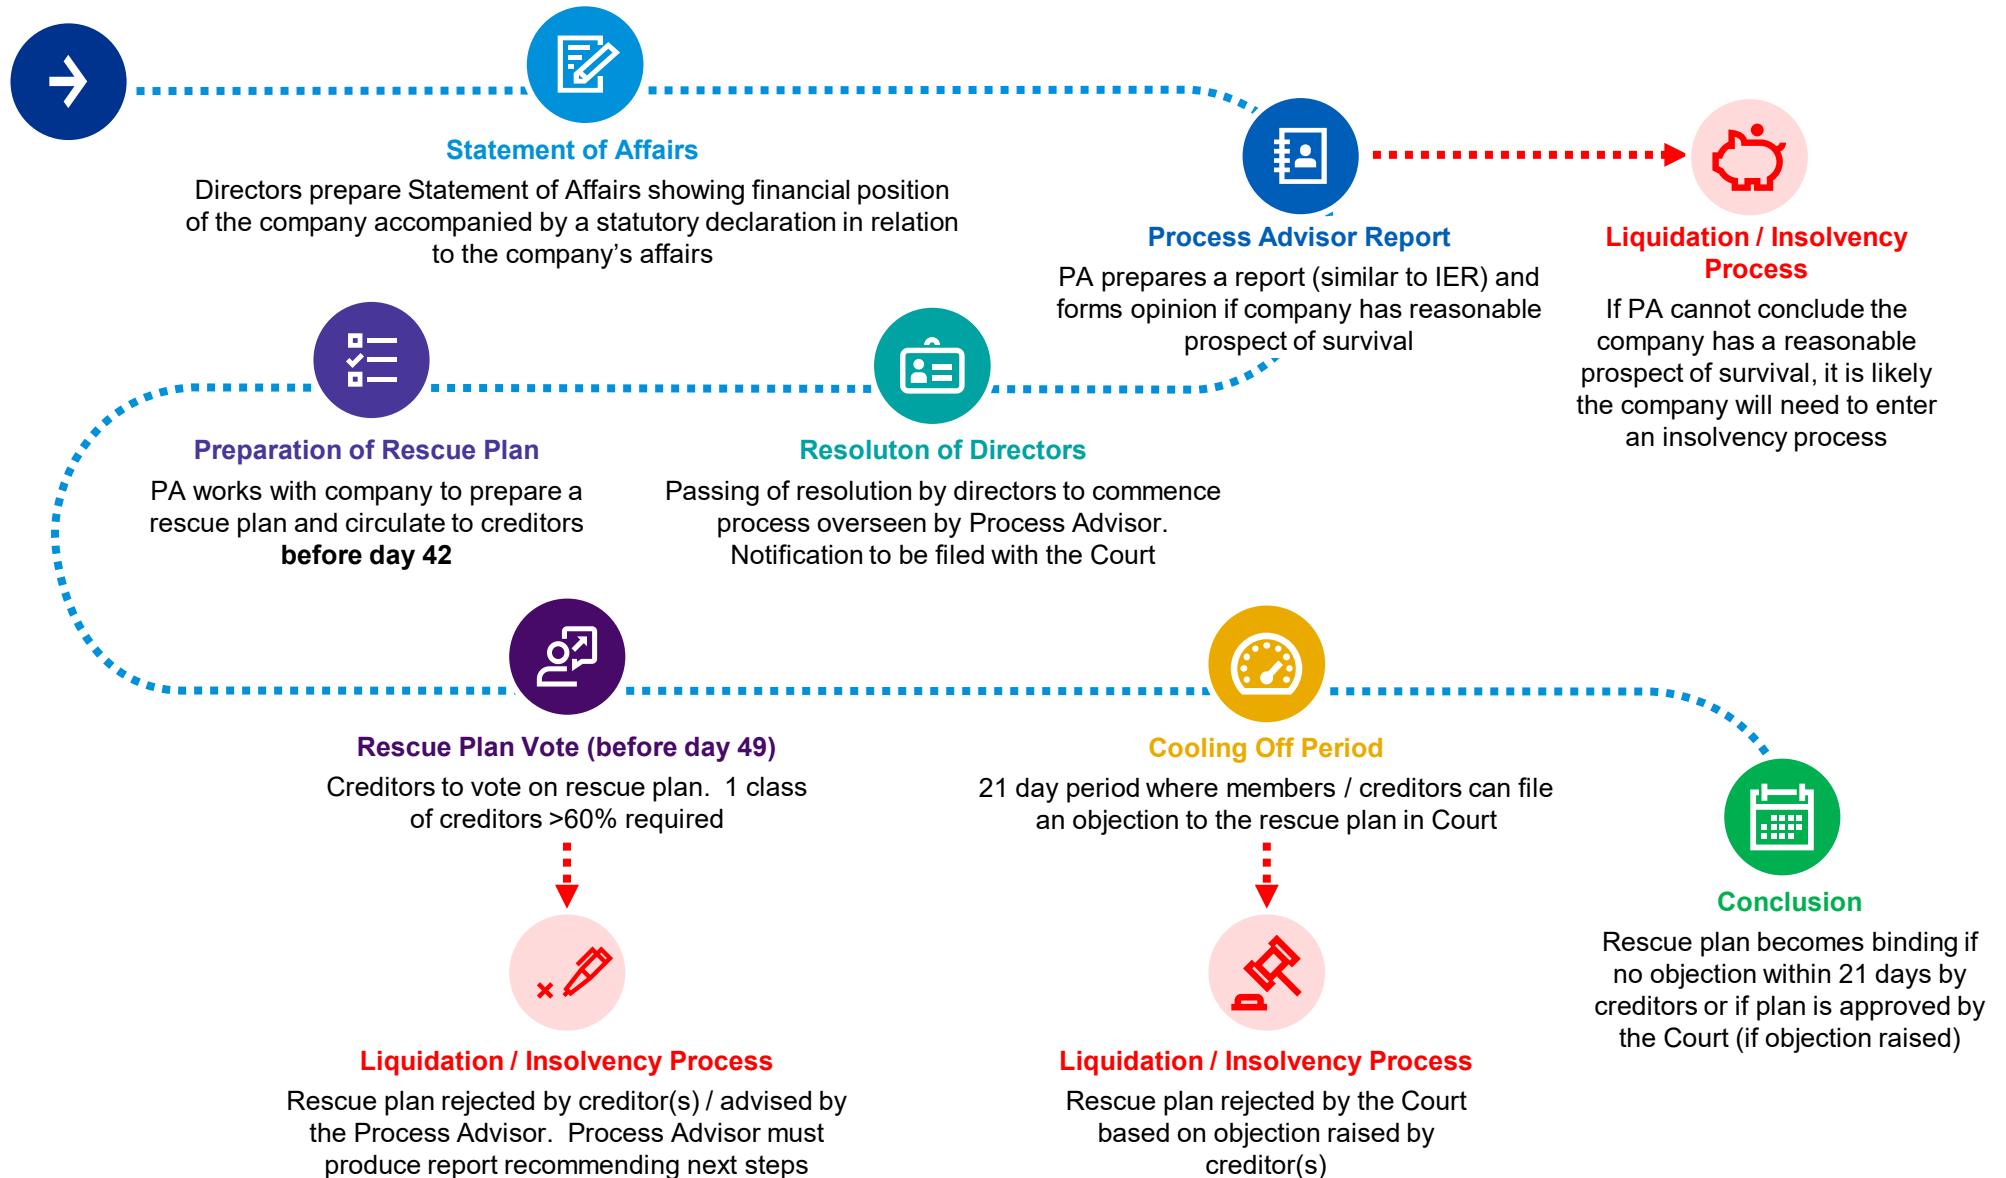 Statement of Affairs
Directors prepare Statement of Affairs showing financial position
of the company accompanied by a statutory declaration in relation
to the company's affairs
Process Advisor Report
PA prepares a report (similar to IER) and
forms opinion if company has reasonable
prospect of survival
Liquidation / Insolvency
Process
If PA cannot conclude the
company has a reasonable
prospect of survival, it is likely
the company will need to enter
an insolvency process
Resoluton of Directors
Passing of resolution by directors to commence
process overseen by Process Advisor.
Notification to be filed with the Court
Preparation of Rescue Plan
PA works with company to prepare a
rescue plan and circulate to creditors
before day 42
Rescue Plan Vote (before day 49)
Creditors to vote on rescue plan.  1 class
of creditors >60% required
Liquidation / Insolvency Process
Rescue plan rejected by creditor(s) / advised by
the Process Advisor.  Process Advisor must
produce report recommending next steps
Cooling Off Period
21 day period where members / creditors can file
an objection to the rescue plan in Court
Liquidation / Insolvency Process
Rescue plan rejected by the Court
based on objection raised by
creditor(s)
Conclusion
Rescue plan becomes binding if
no objection within 21 days by
creditors or if plan is approved by
the Court (if objection raised)